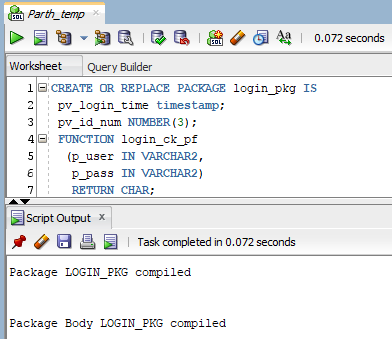 Parth_temp
SQL
0.072 seconds
Worksheet
Query Builder
1 CREATE OR REPLACE PACKAGE login_pkg IS
2 pv_login_time timestamp;
3 pv_id_num NUMBER(3);
4 FUNCTION login_ck_pf
5 (p_user IN VARCHAR2,
6 p_pass IN VARCHAR2)
7 RETURN CHAR;
Script Output
Task completed in 0.072 seconds
Package LOGIN_PKG compiled
Package Body LOGIN_PKG compiled